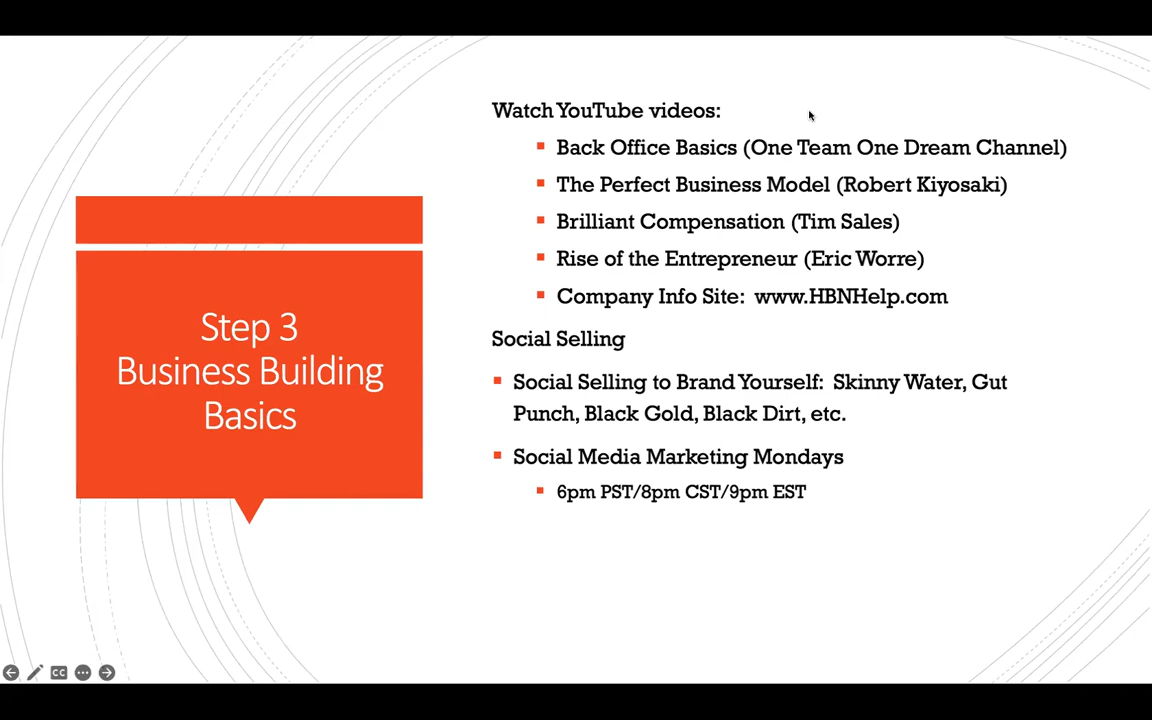 Step 3
Business Building
Basics
Watch YouTube videos:
Back Office Basics (One Team One Dream Channel)
The Perfect Business Model (Robert Kiyosaki)
Brilliant Compensation (Tim Sales)
Rise of the Entrepreneur (Eric Worre)
Company Info Site: www.HBNHelp.com
Social Selling
Social Selling to Brand Yourself: Skinny Water, Gut
Punch, Black Gold, Black Dirt, etc.
Social Media Marketing Mondays
6pm PST/8pm CST/9pm EST
CC